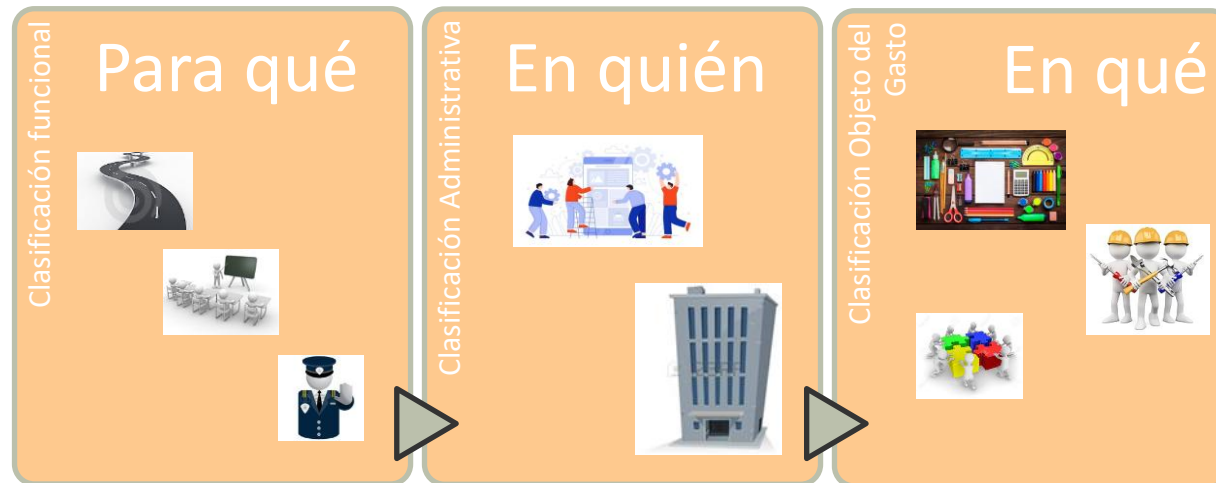 Clasificación funcional
Para qué
Clasificación Administrativa
En quién
Clasificación Objeto del
Gasto
En qué